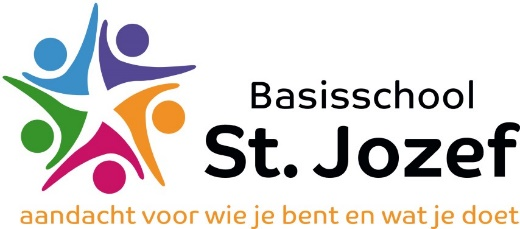 Basisschool
St. Jozef
aandacht voor wie je bent en wat je doet